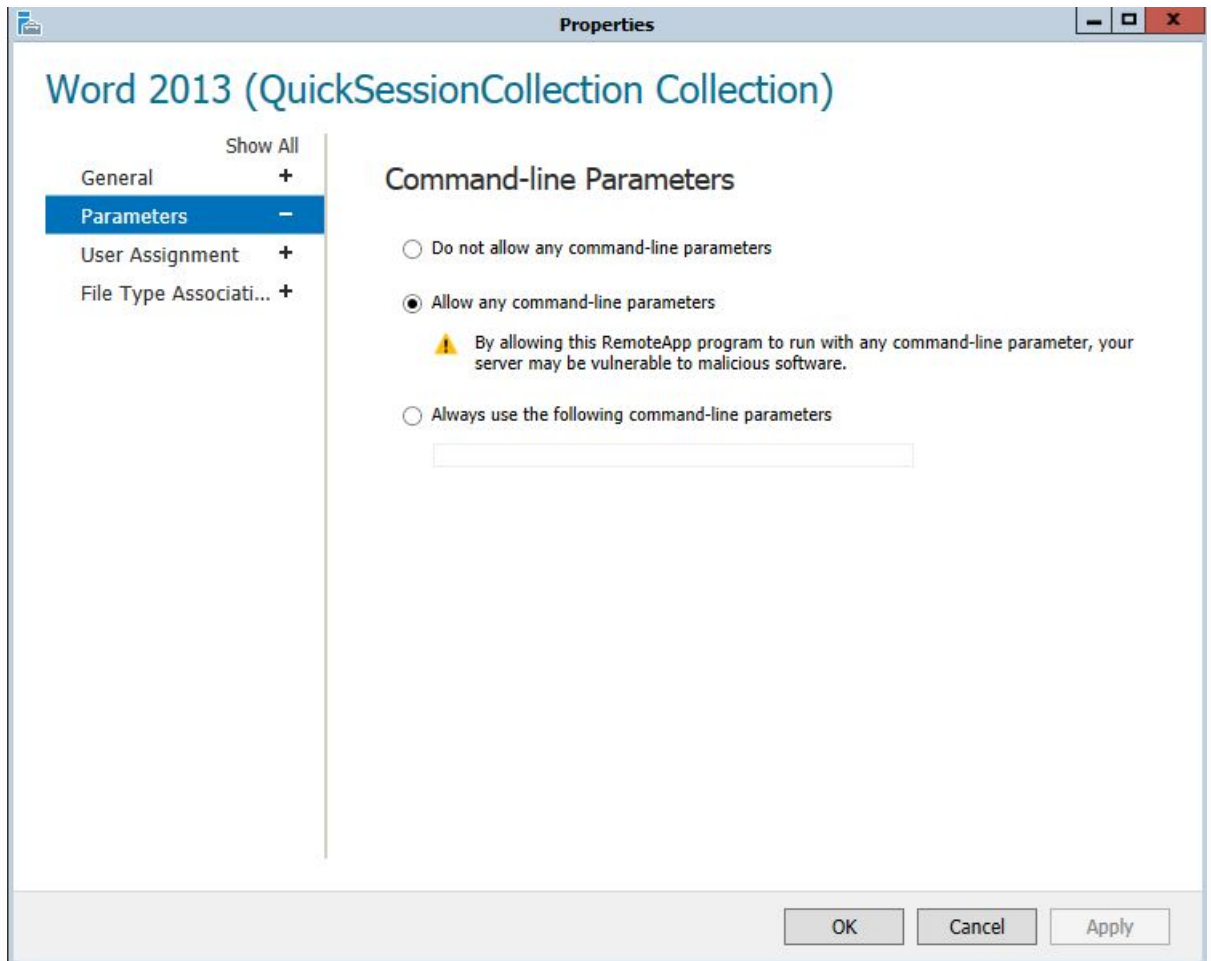 Properties
Word 2013 (QuickSessionCollection Collection)
Show All
General +
Parameters –
User Assignment +
File Type Associati... +
Command-line Parameters
Do not allow any command-line parameters
Allow any command-line parameters
By allowing this RemoteApp program to run with any command-line parameter, your
server may be vulnerable to malicious software.
Always use the following command-line parameters
OK Cancel Apply